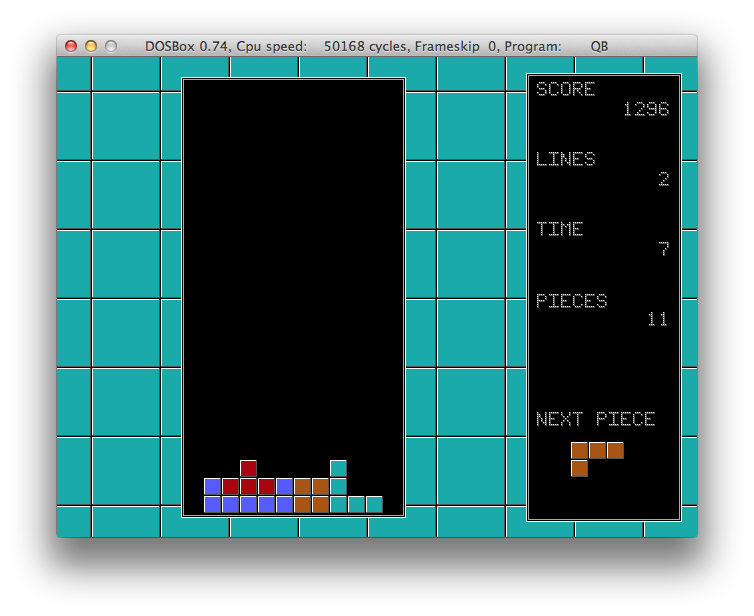 DOSBox 0.74, Cpu speed: 50168 cycles, Frameskip 0, Program: QB
SCORE
1296
LINES
2
TIME
7
PIECES
11
NEXT PIECE